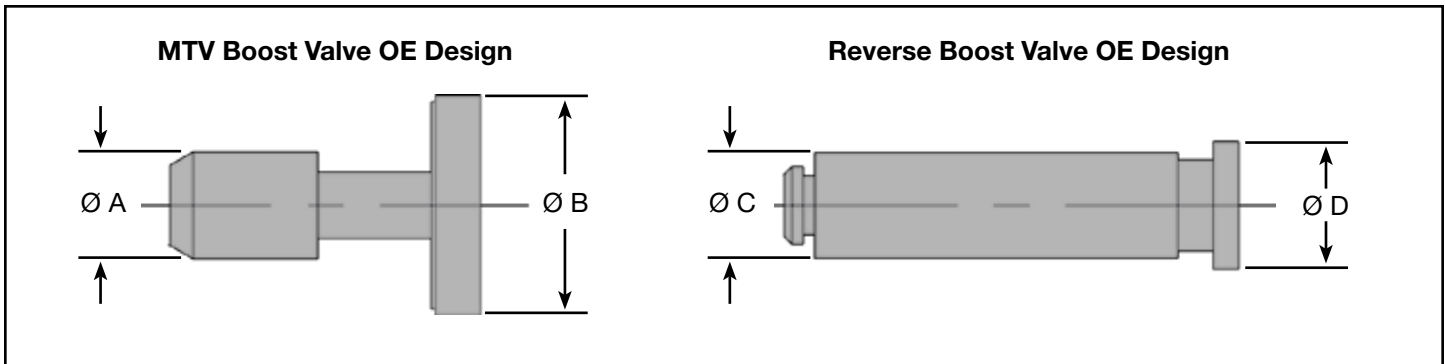 MTV Boost Valve OE Design
Reverse Boost Valve OE Design
Ø A
Ø B
Ø C
Ø D